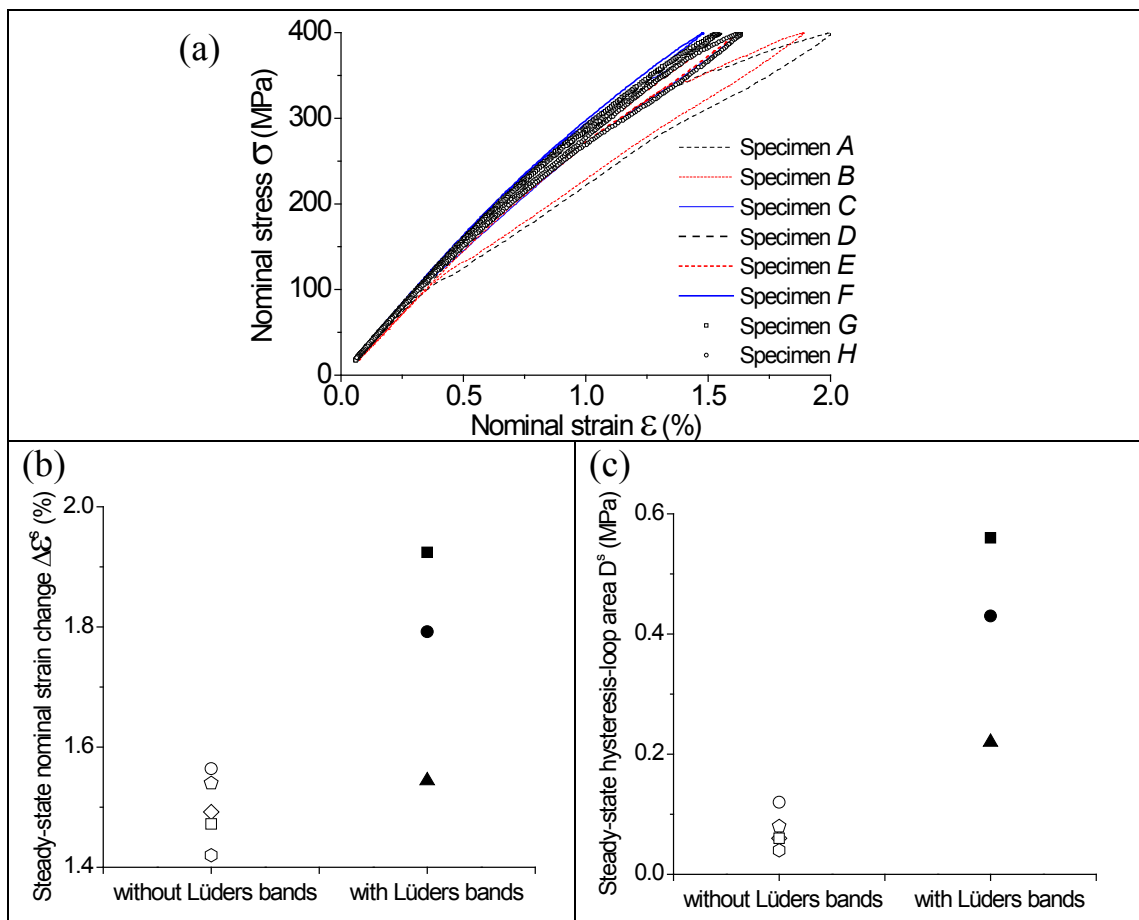 (a)
Nominal stress σ (MPa)
400
300
200
100
0
0.0
0.5
1.0
1.5
2.0
Nominal strain ε (%)
Specimen A
Specimen B
Specimen C
Specimen D
Specimen E
Specimen F
Specimen G
Specimen H
(b)
Steady-state nominal strain change Δεˢ (%)
2.0
1.8
1.6
1.4
without Lüders bands
with Lüders bands
(c)
Steady-state hysteresis-loop area Dˢ (MPa)
0.6
0.4
0.2
0.0
without Lüders bands
with Lüders bands